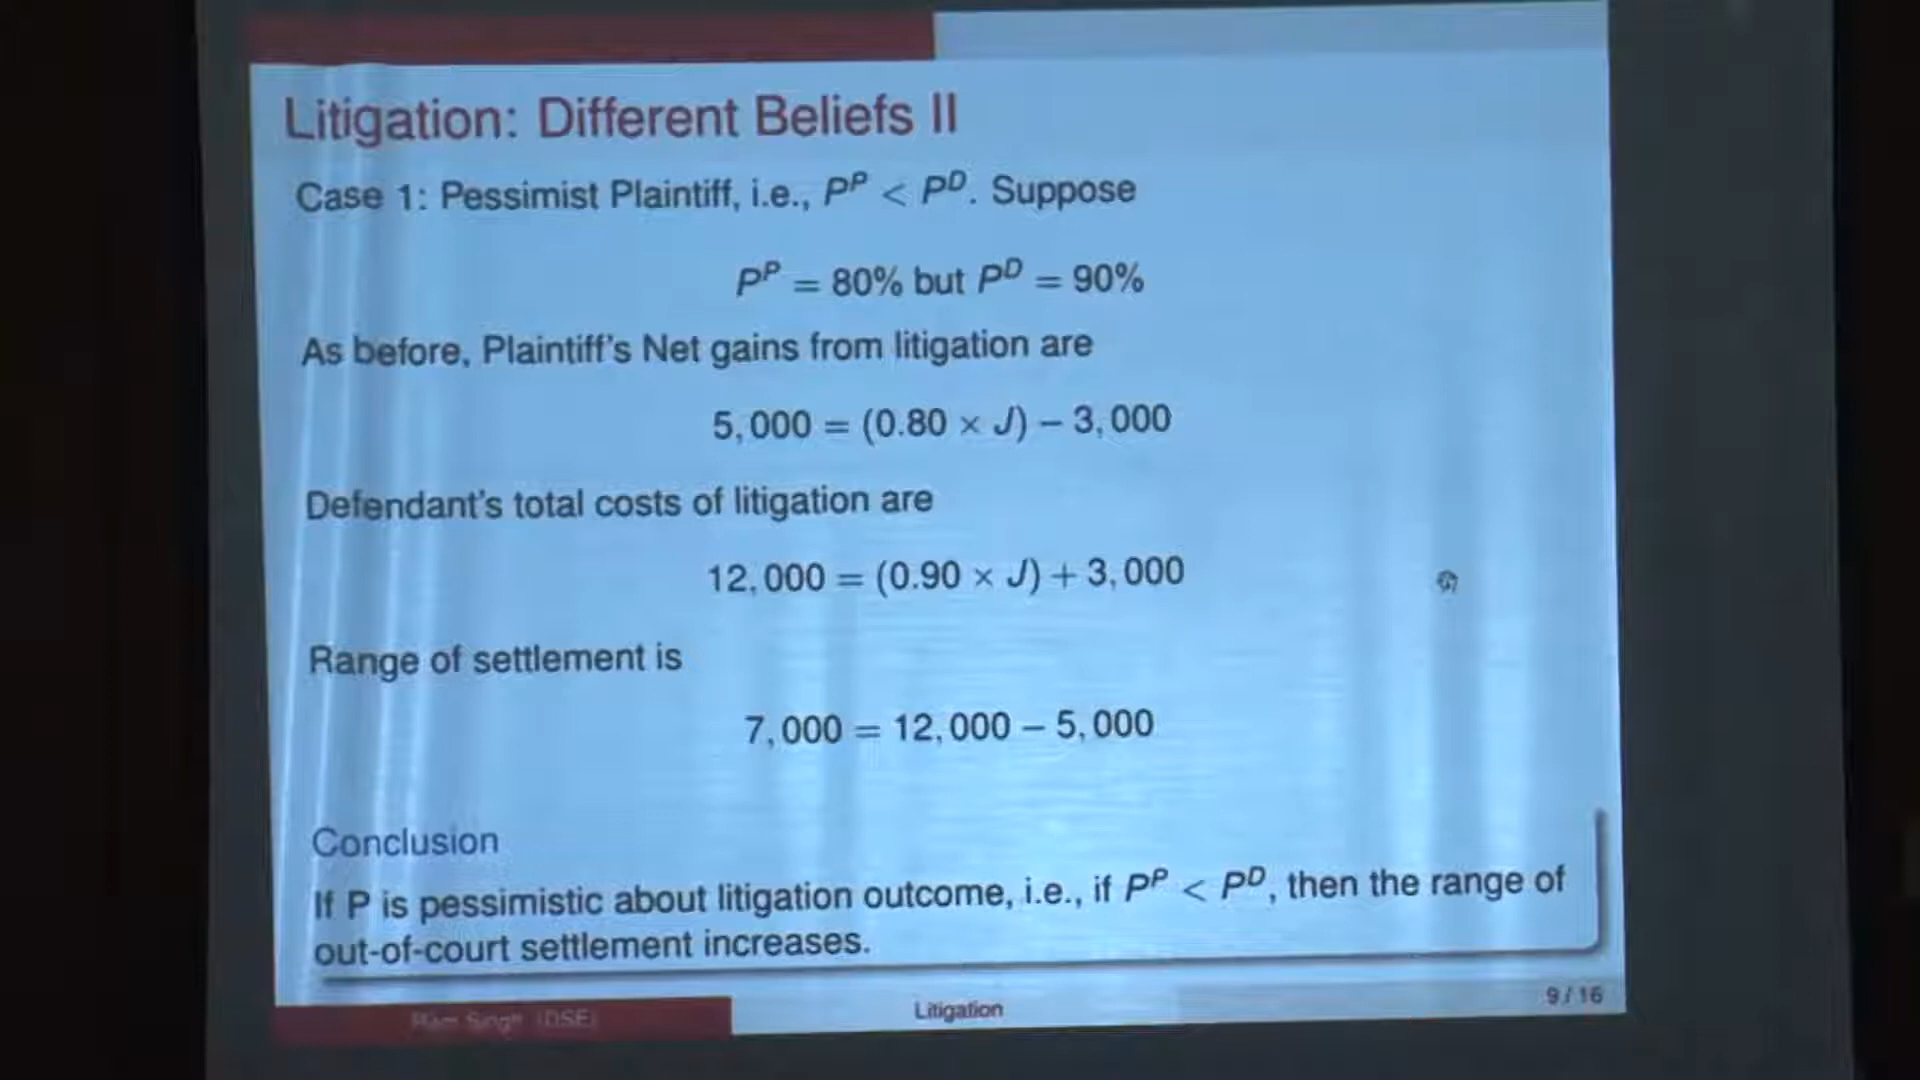 Litigation: Different Beliefs II
Case 1: Pessimist Plaintiff, i.e., P^P < P^D. Suppose
P^P = 80% but P^D = 90%
As before, Plaintiff's Net gains from litigation are
5,000 = (0.80 × J) − 3,000
Defendant's total costs of litigation are
12,000 = (0.90 × J) + 3,000
Range of settlement is
7,000 = 12,000 − 5,000
Conclusion
If P is pessimistic about litigation outcome, i.e., if P^P < P^D, then the range of
out-of-court settlement increases.
Ram Singh (DSE)
Litigation
9 / 16